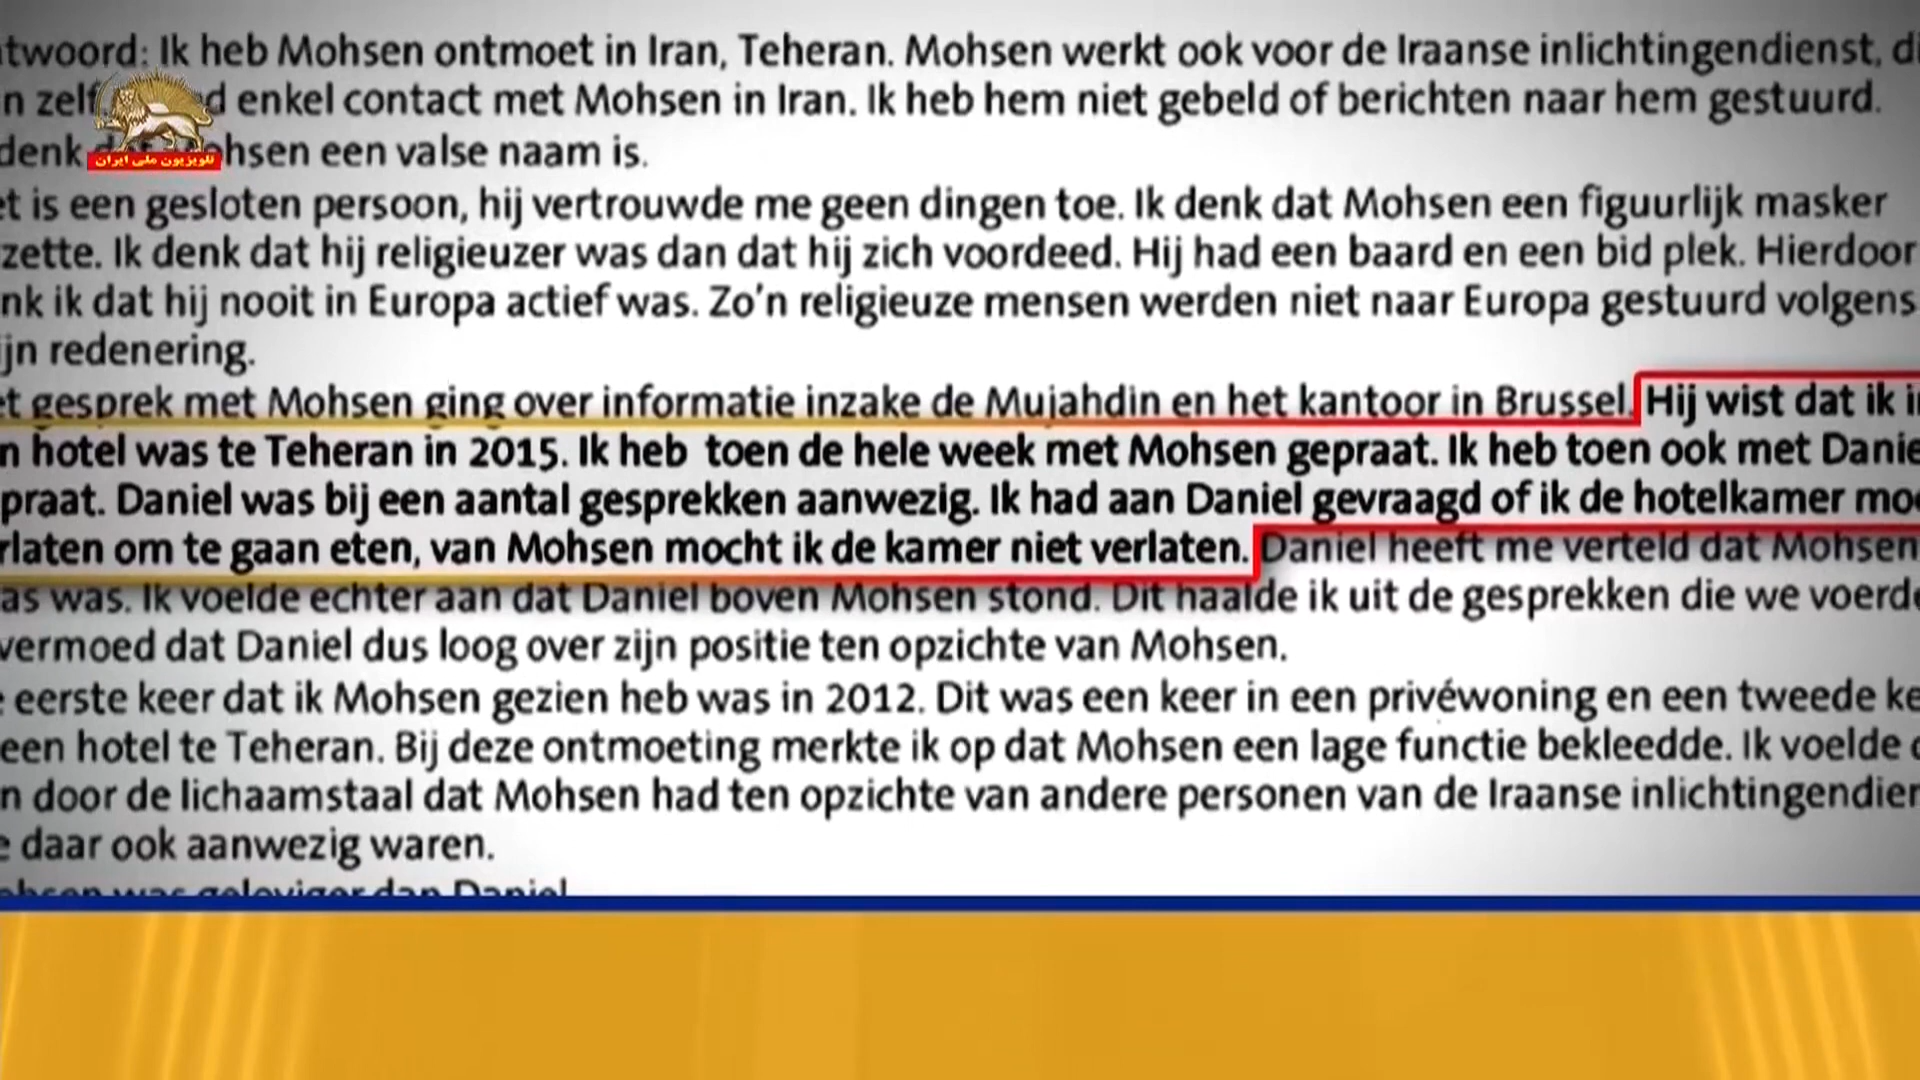 twoord: Ik heb Mohsen ontmoet in Iran, Teheran. Mohsen werkt ook voor de Iraanse inlichtingendienst, di
n zelf enkel contact met Mohsen in Iran. Ik heb hem niet gebeld of berichten naar hem gestuurd.
denk ohsen een valse naam is.
تلویزیون ملی ایران
et is een gesloten persoon, hij vertrouwde me geen dingen toe. Ik denk dat Mohsen een figuurlijk masker
zette. Ik denk dat hij religieuzer was dan dat hij zich voordeed. Hij had een baard en een bid plek. Hierdoor
nk ik dat hij nooit in Europa actief was. Zo'n religieuze mensen werden niet naar Europa gestuurd volgens
ijn redenering.
et gesprek met Mohsen ging over informatie inzake de Mujahdin en het kantoor in Brussel. Hij wist dat ik i
n hotel was te Teheran in 2015. Ik heb toen de hele week met Mohsen gepraat. Ik heb toen ook met Danie
praat. Daniel was bij een aantal gesprekken aanwezig. Ik had aan Daniel gevraagd of ik de hotelkamer mo
rlaten om te gaan eten, van Mohsen mocht ik de kamer niet verlaten. Daniel heeft me verteld dat Mohsen
as was. Ik voelde echter aan dat Daniel boven Mohsen stond. Dit haalde ik uit de gesprekken die we voerde
vermoed dat Daniel dus loog over zijn positie ten opzichte van Mohsen.
e eerste keer dat ik Mohsen gezien heb was in 2012. Dit was een keer in een privéwoning en een tweede ke
een hotel te Teheran. Bij deze ontmoeting merkte ik op dat Mohsen een lage functie bekleedde. Ik voelde
n door de lichaamstaal dat Mohsen had ten opzichte van andere personen van de Iraanse inlichtingendien
e daar ook aanwezig waren.
ohsen was geloviger dan Daniel